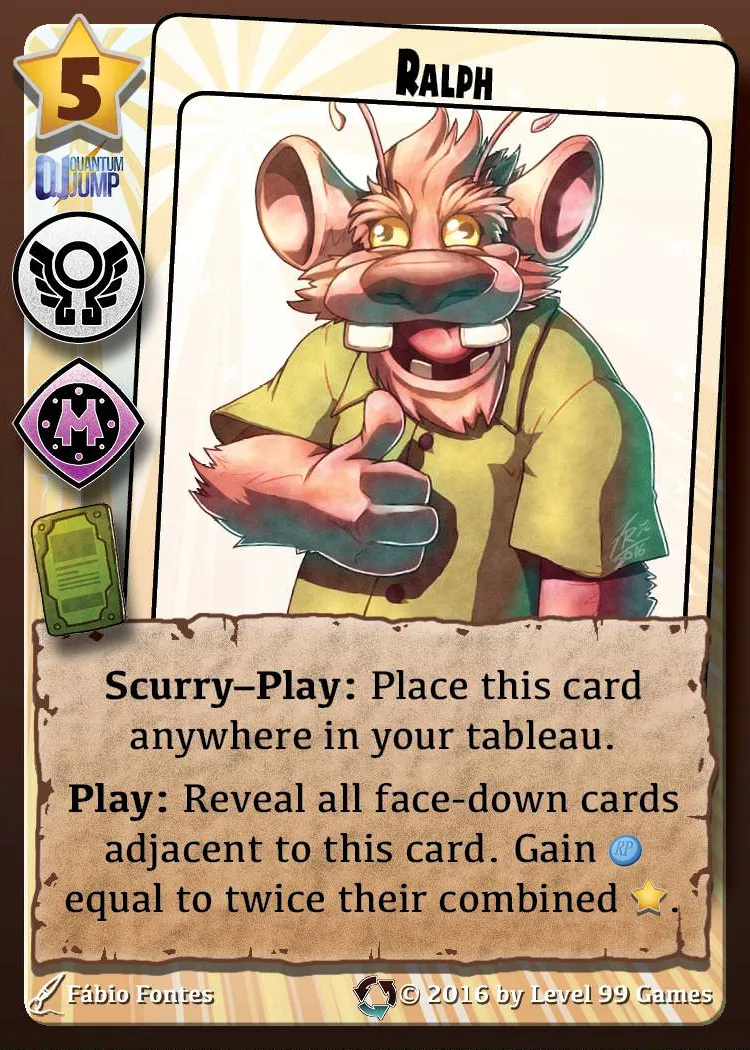 Ralph
5
QJ QUANTUM
JUMP
M
Scurry–Play: Place this card
anywhere in your tableau.
Play: Reveal all face-down cards
adjacent to this card. Gain RP
equal to twice their combined .
Fábio Fontes
© 2016 by Level 99 Games